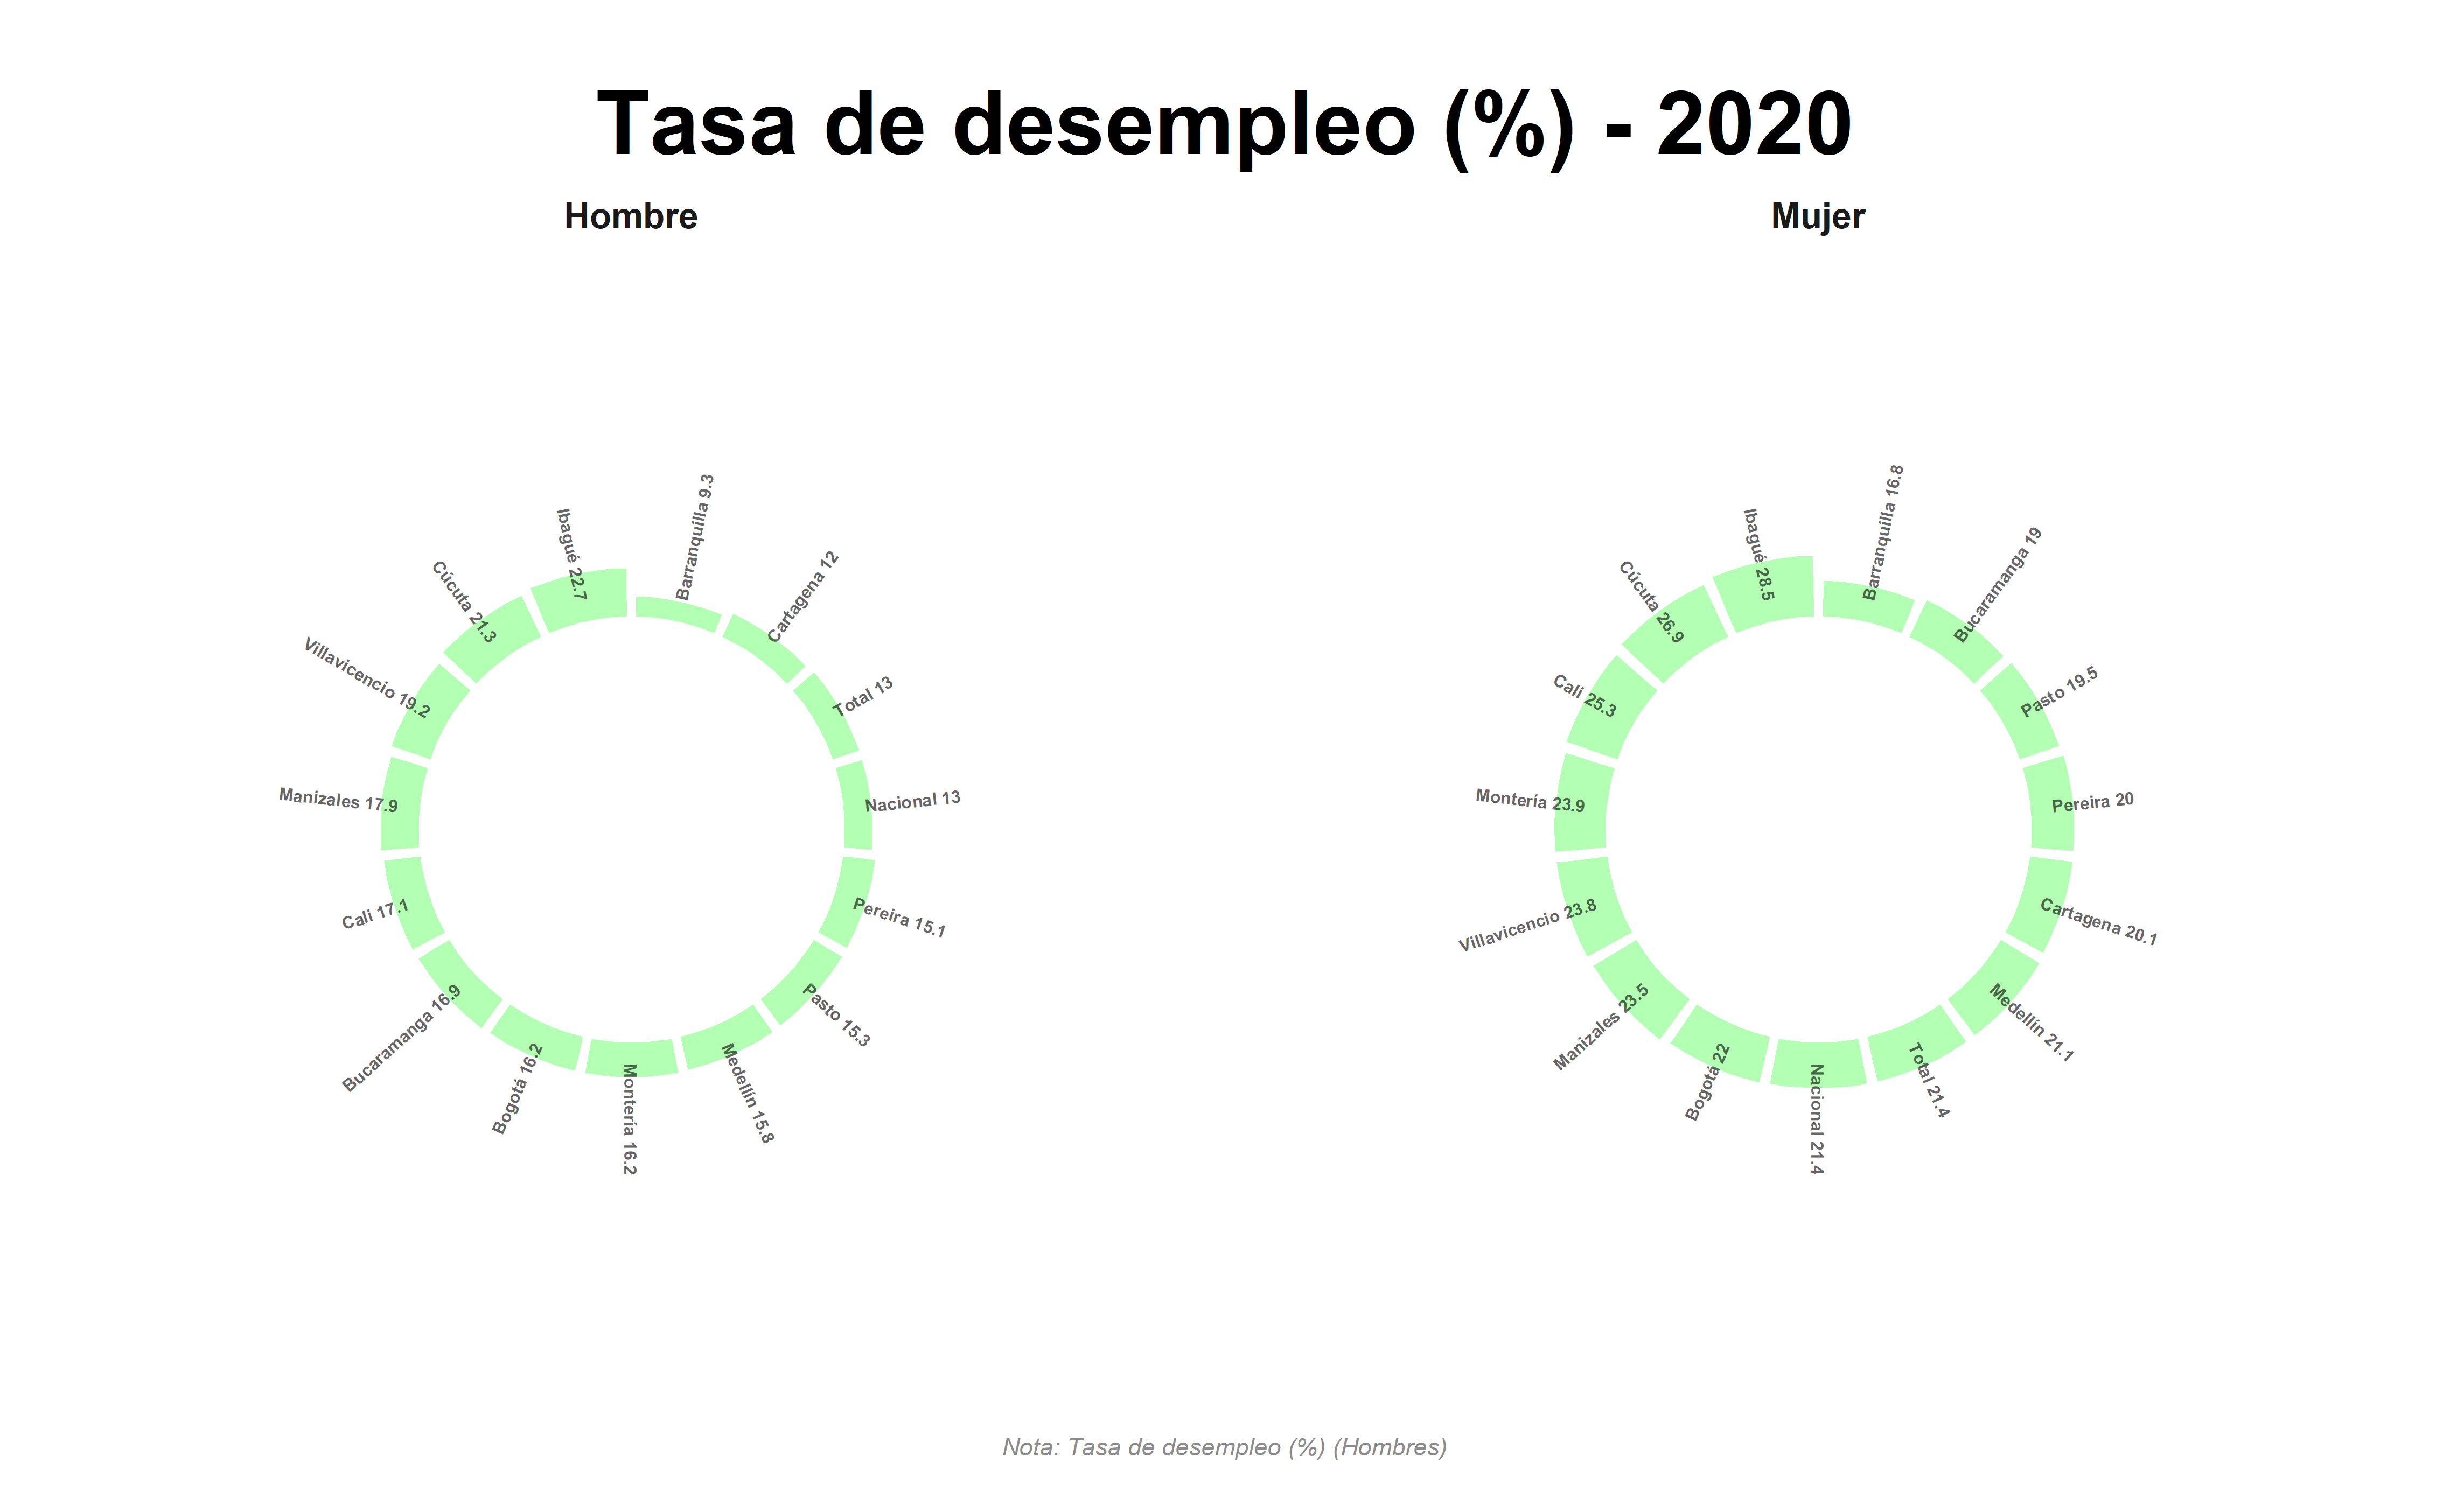 Tasa de desempleo (%) - 2020
Hombre
Barranquilla 9.3
Cartagena 12
Total 13
Nacional 13
Pereira 15.1
Pasto 15.3
Medellín 15.8
Montería 16.2
Bogotá 16.2
Bucaramanga 16.9
Cali 17.1
Manizales 17.9
Villavicencio 19.2
Cúcuta 21.3
Ibagué 22.7
Mujer
Barranquilla 16.8
Bucaramanga 19
Pasto 19.5
Pereira 20
Cartagena 20.1
Medellín 21.1
Total 21.4
Nacional 21.4
Bogotá 22
Manizales 23.5
Villavicencio 23.8
Montería 23.9
Cali 25.3
Cúcuta 26.9
Ibagué 28.5
Nota: Tasa de desempleo (%) (Hombres)